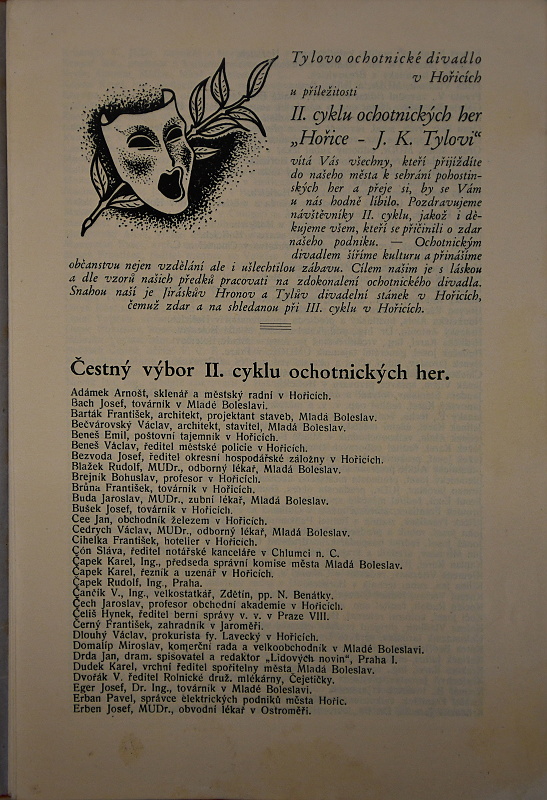 Tylovo ochotnické divadlo
v Hořicích
u příležitosti
II. cyklu ochotnických her
„Hořice - J. K. Tylovi“
vítá Vás všechny, kteří přijíždíte
do našeho města k sehrání pohostin-
ských her a přeje si, by se Vám
u nás hodně líbilo. Pozdravujeme
návštěvníky II. cyklu, jakož i dě-
kujeme všem, kteří se přičinili o zdar
našeho podniku. — Ochotnickým
divadlem šíříme kulturu a přinášíme
občanstvu nejen vzdělání ale i ušlechtilou zábavu. Cílem našim je s láskou
a dle vzorů našich předků pracovati na zdokonalení ochotnického divadla.
Snahou naší je Jiráskův Hronov a Tylův divadelní stánek v Hořicích,
čemuž zdar a na shledanou při III. cyklu v Hořicích.
Čestný výbor II. cyklu ochotnických her.
Adámek Arnošt, sklenář a městský radní v Hořicích.
Bach Josef, továrník v Mladé Boleslavi.
Barták František, architekt, projektant staveb, Mladá Boleslav.
Bečvárovský Václav, architekt, stavitel, Mladá Boleslav.
Beneš Emil, poštovní tajemník v Hořicích.
Beneš Václav, ředitel městské policie v Hořicích.
Bezvoda Josef, ředitel okresní hospodářské záložny v Hořicích.
Blažek Rudolf, MUDr., odborný lékař, Mladá Boleslav.
Brejník Bohuslav, profesor v Hořicích.
Brůna František, továrník v Hořicích.
Buda Jaroslav, MUDr., zubní lékař, Mladá Boleslav.
Bušek Josef, továrník v Hořicích.
Cee Jan, obchodník železem v Hořicích.
Cedrych Václav, MUDr., odborný lékař, Mladá Boleslav.
Cihelka František, hotelier v Hořicích.
Cón Sláva, ředitel notářské kanceláře v Chlumci n. C.
Čapek Karel, Ing., předseda správní komise města Mladá Boleslav.
Čapek Karel, řezník a uzenář v Hořicích.
Čapek Rudolf, Ing., Praha.
Čančík V., Ing., velkostatkář, Zdětín, pp. N. Benátky.
Čech Jaroslav, profesor obchodní akademie v Hořicích.
Čeliš Hynek, ředitel berní správy v. v. v Praze VIII.
Černý František, zahradník v Jaroměři.
Dlouhý Václav, prokurista fy. Lavecký v Hořicích.
Domalíp Miroslav, komerční rada a velkoobchodník v Mladé Boleslavi.
Drda Jan, dram. spisovatel a redaktor „Lidových novin“, Praha I.
Dudek Karel, vrchní ředitel spořitelny města Mladá Boleslav.
Dvořák V. ředitel Rolnické druž. mlékárny, Čejetičky.
Eger Josef, Dr. Ing., továrník v Mladé Boleslavi.
Erban Pavel, správce elektrických podniků města Hořic.
Erben Josef, MUDr., obvodní lékař v Ostroměři.